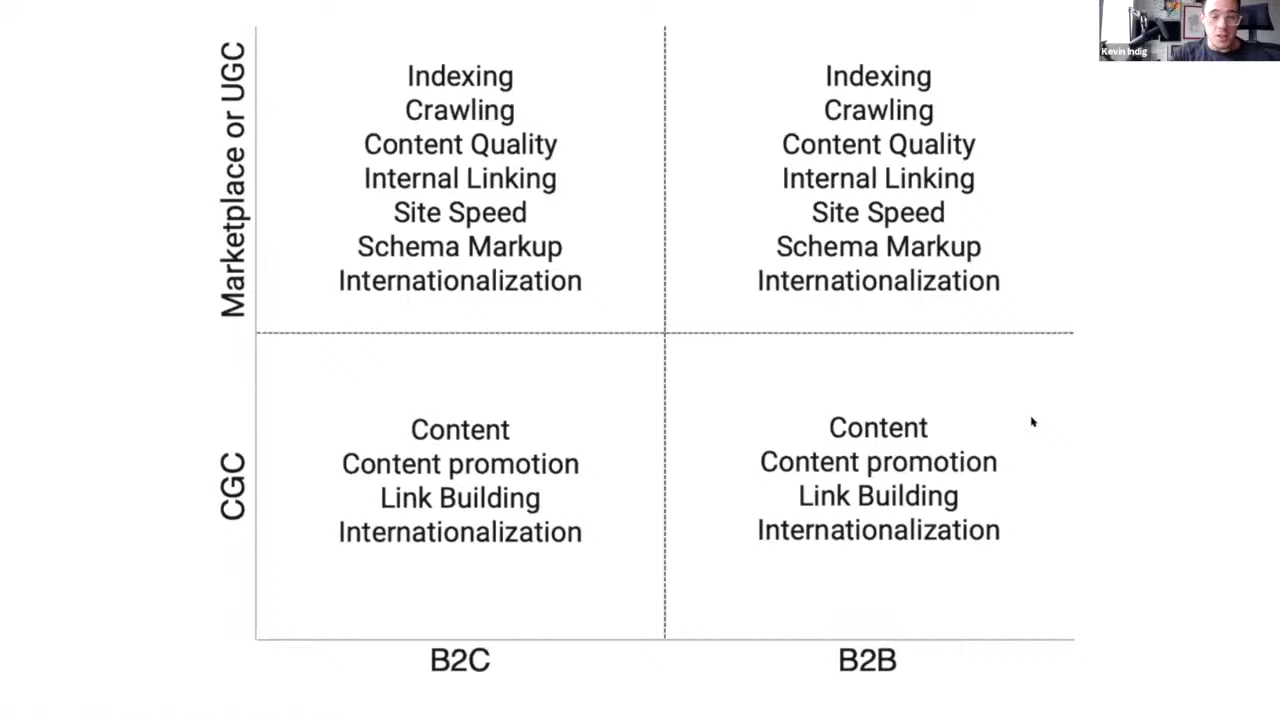 Kevin Indig
Marketplace or UGC
Indexing
Crawling
Content Quality
Internal Linking
Site Speed
Schema Markup
Internationalization
Indexing
Crawling
Content Quality
Internal Linking
Site Speed
Schema Markup
Internationalization
CGC
Content
Content promotion
Link Building
Internationalization
Content
Content promotion
Link Building
Internationalization
B2C
B2B